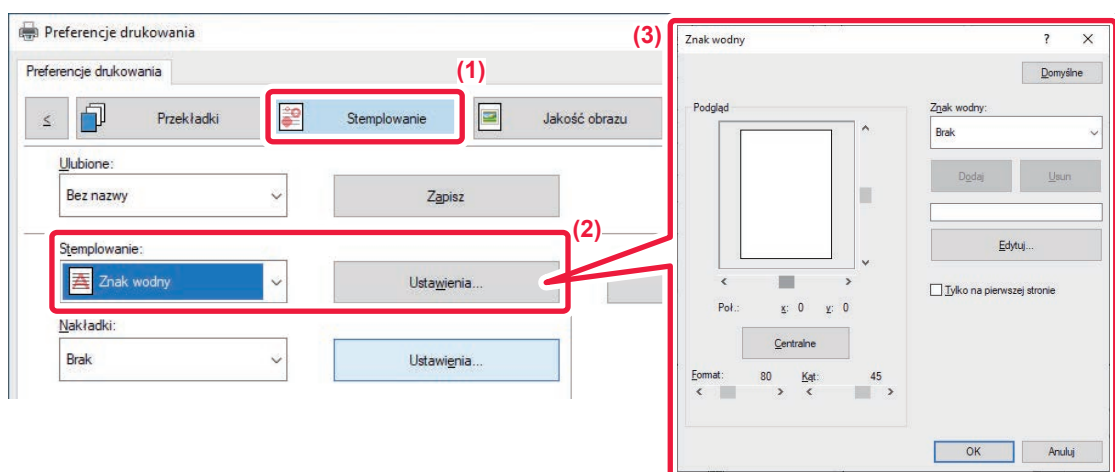 Preferencje drukowania
Preferencje drukowania
(1)
≤
Przekładki
Stemplowanie
Jakość obrazu
Ulubione:
Bez nazwy
Zapisz
(2)
Stemplowanie:
Znak wodny
Ustawienia...
Nakładki:
Brak
Ustawienia...
(3)
Znak wodny
?
Domyślne
Podgląd
Znak wodny:
Brak
Dodaj
Usun
Edytuj...
Tylko na pierwszej stronie
Poł.: x: 0 y: 0
Centralne
Format: 80 Kąt: 45
OK
Anuluj